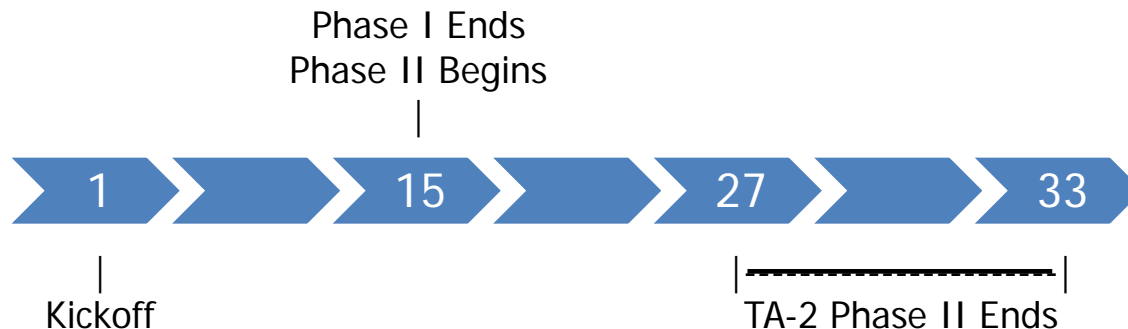 Phase I Ends
Phase II Begins
1
15
27
33
Kickoff
TA-2 Phase II Ends